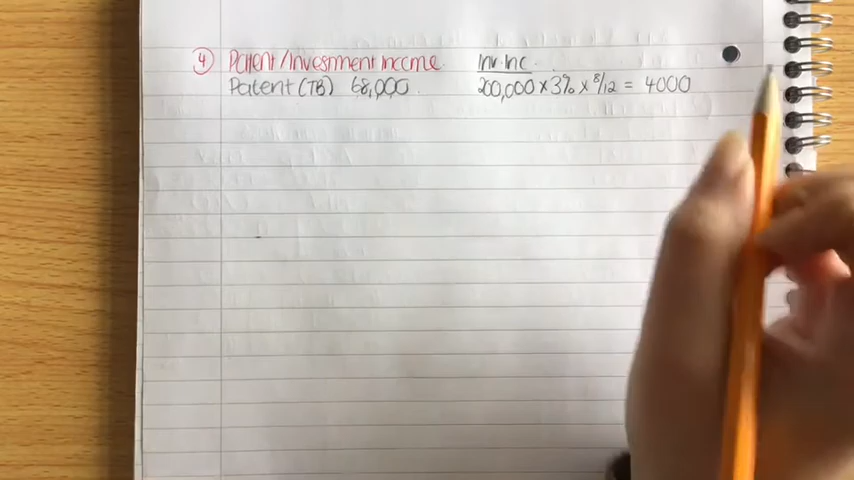 4 Patent/Investment Income Inv. Inc.
Patent (TB) 68,000 200,000 x 3% x 8/12 = 4000